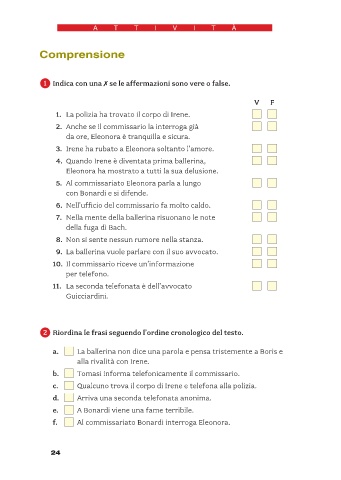 ATTIVITÀ
Comprensione
1 Indica con una ✗ se le affermazioni sono vere o false.
V F
1. La polizia ha trovato il corpo di Irene.
2. Anche se il commissario la interroga già
da ore, Eleonora è tranquilla e sicura.
3. Irene ha rubato a Eleonora soltanto l'amore.
4. Quando Irene è diventata prima ballerina,
Eleonora ha mostrato a tutti la sua delusione.
5. Al commissariato Eleonora parla a lungo
con Bonardi e si difende.
6. Nell'ufficio del commissario fa molto caldo.
7. Nella mente della ballerina risuonano le note
della fuga di Bach.
8. Non si sente nessun rumore nella stanza.
9. La ballerina vuole parlare con il suo avvocato.
10. Il commissario riceve un'informazione
per telefono.
11. La seconda telefonata è dell'avvocato
Guicciardini.
2 Riordina le frasi seguendo l'ordine cronologico del testo.
a. La ballerina non dice una parola e pensa tristemente a Boris e
alla rivalità con Irene.
b. Tomasi informa telefonicamente il commissario.
c. Qualcuno trova il corpo di Irene e telefona alla polizia.
d. Arriva una seconda telefonata anonima.
e. A Bonardi viene una fame terribile.
f. Al commissariato Bonardi interroga Eleonora.
24